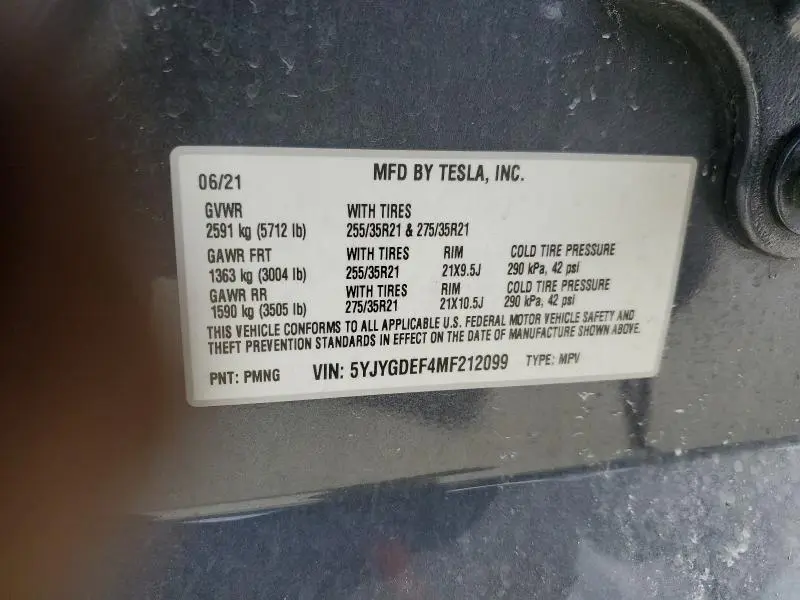 06/21 MFD BY TESLA, INC.
GVWR WITH TIRES
2591 kg (5712 lb) 255/35R21 & 275/35R21
GAWR FRT WITH TIRES RIM COLD TIRE PRESSURE
1363 kg (3004 lb) 255/35R21 21X9.5J 290 kPa, 42 psi
GAWR RR WITH TIRES RIM COLD TIRE PRESSURE
1590 kg (3505 lb) 275/35R21 21X10.5J 290 kPa, 42 psi
THIS VEHICLE CONFORMS TO ALL APPLICABLE U.S. FEDERAL MOTOR VEHICLE SAFETY AND
THEFT PREVENTION STANDARDS IN EFFECT ON THE DATE OF MANUFACTURE SHOWN ABOVE.
PNT: PMNG VIN: 5YJYGDEF4MF212099 TYPE: MPV